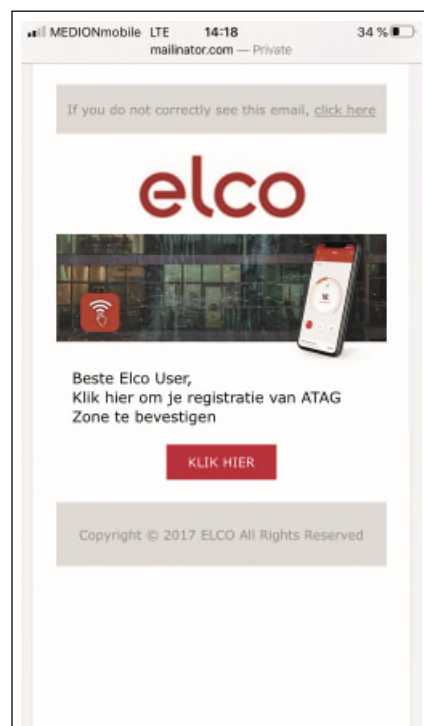 MEDIONmobile LTE 14:18 34 %
mailinator.com — Private
If you do not correctly see this email, click here
elco
Beste Elco User,
Klik hier om je registratie van ATAG
Zone te bevestigen
KLIK HIER
Copyright © 2017 ELCO All Rights Reserved